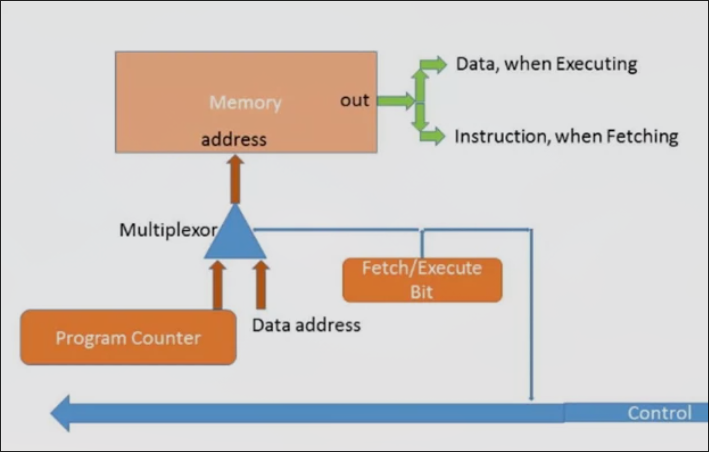 Memory
out
address
Data, when Executing
Instruction, when Fetching
Multiplexor
Fetch/Execute
Bit
Program Counter
Data address
Control